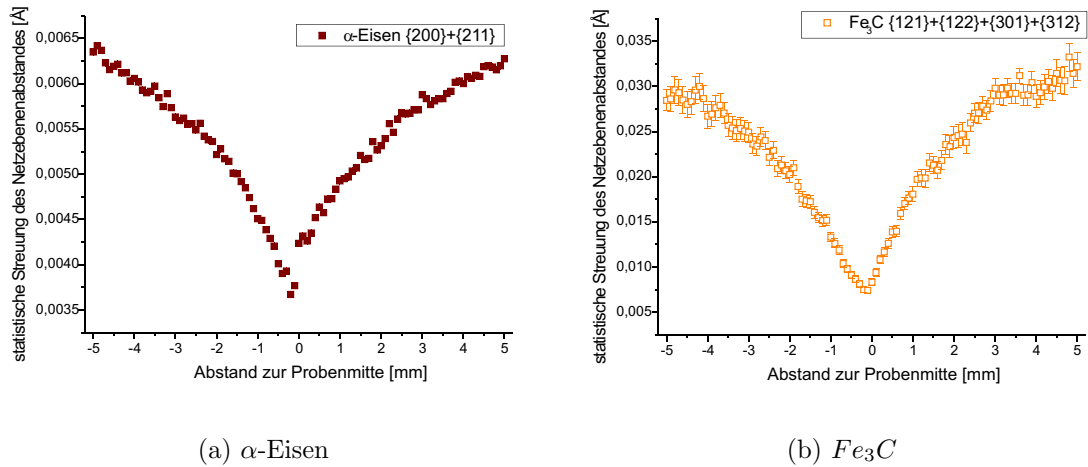 statistische Streuung des Netzebenenabstandes [Å]
0,0065
0,0060
0,0055
0,0050
0,0045
0,0040
0,0035
α-Eisen {200}+{211}
-5 -4 -3 -2 -1 0 1 2 3 4 5
Abstand zur Probenmitte [mm]
(a) α-Eisen
statistische Streuung des Netzebenenabstandes [Å]
0,035
0,030
0,025
0,020
0,015
0,010
0,005
Fe₃C {121}+{122}+{301}+{312}
-5 -4 -3 -2 -1 0 1 2 3 4 5
Abstand zur Probenmitte [mm]
(b) Fe₃C